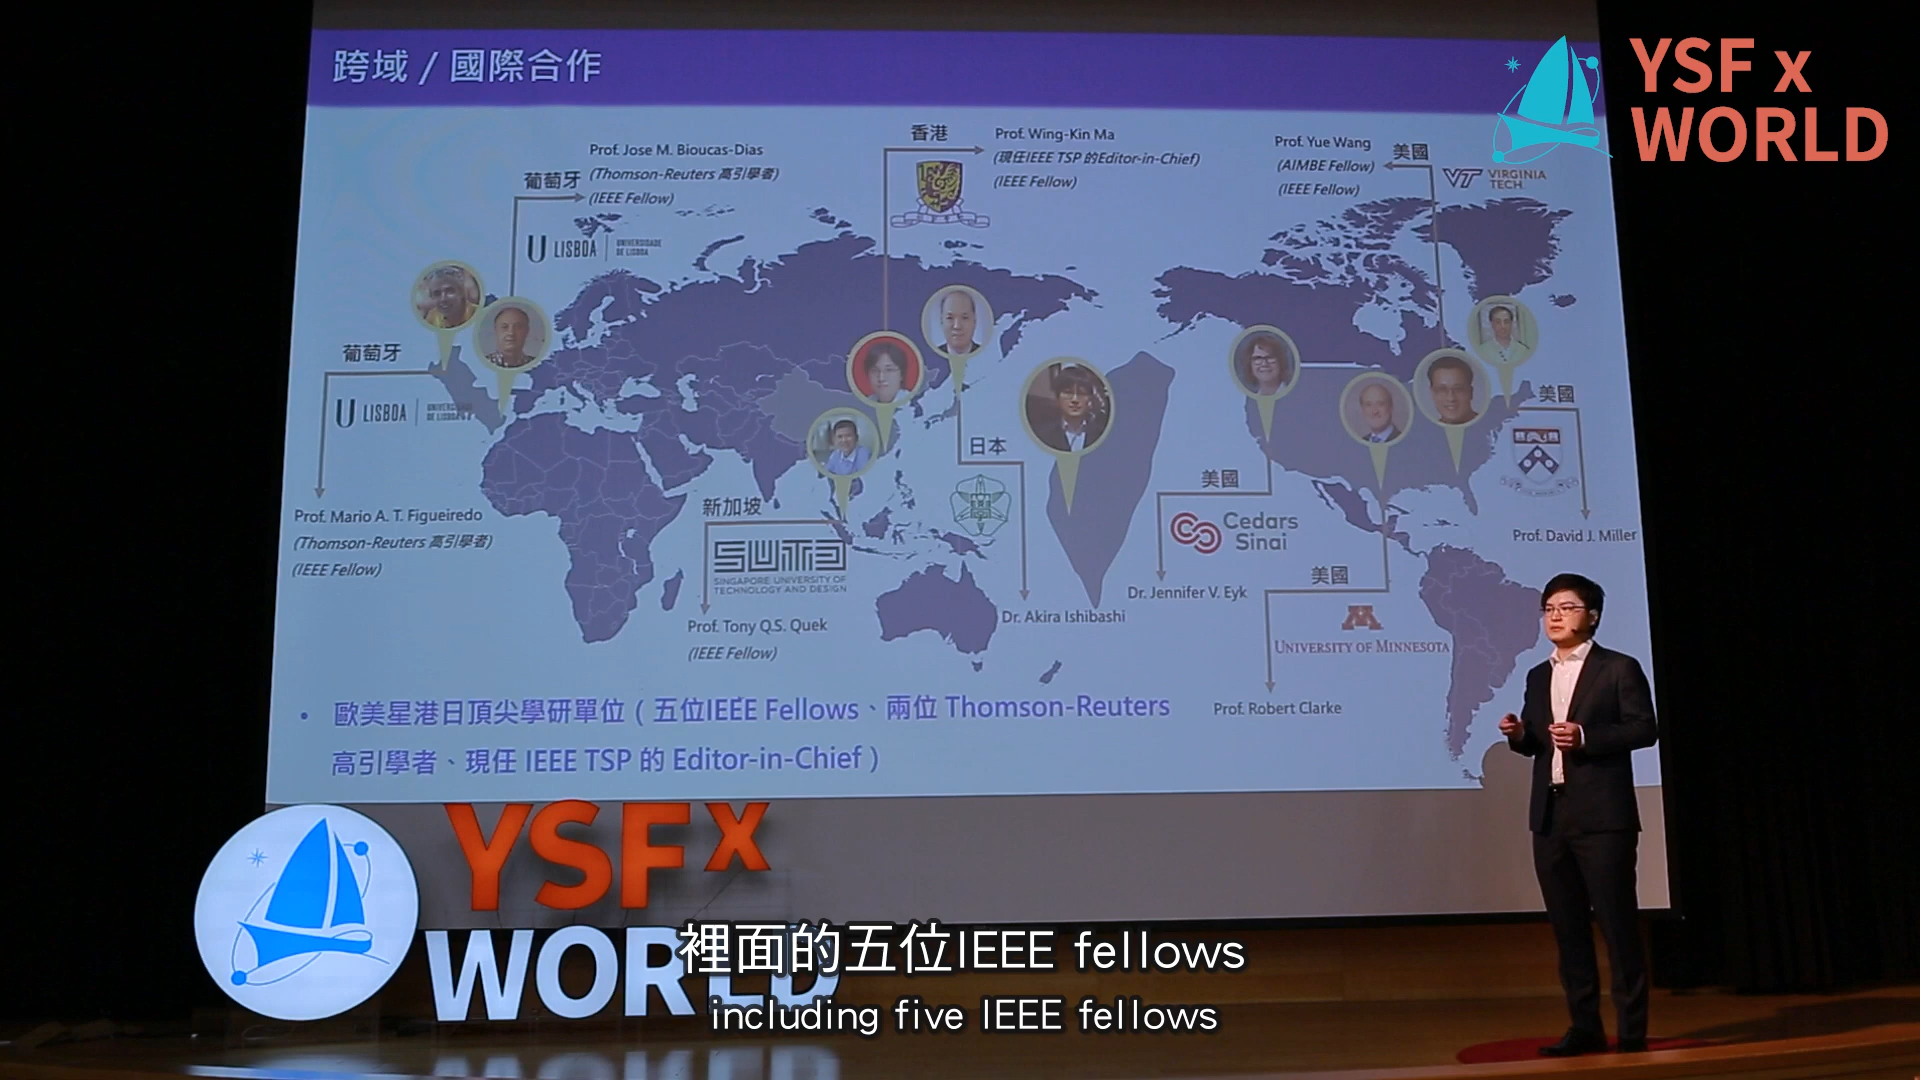 跨域 / 國際合作
YSF x
WORLD
Prof. Jose M. Bioucas-Dias
(Thomson-Reuters 高引學者)
(IEEE Fellow)
葡萄牙
U LISBOA
UNIVERSIDADE
DE LISBOA
香港
Prof. Wing-Kin Ma
(現任IEEE TSP 的Editor-in-Chief)
(IEEE Fellow)
Prof. Yue Wang
(AIMBE Fellow)
(IEEE Fellow)
美國
VT VIRGINIA
TECH
葡萄牙
U LISBOA
UNIVERSIDADE
DE LISBOA
Prof. Mario A. T. Figueiredo
(Thomson-Reuters 高引學者)
(IEEE Fellow)
新加坡
SUTD
SINGAPORE UNIVERSITY OF
TECHNOLOGY AND DESIGN
Prof. Tony Q.S. Quek
(IEEE Fellow)
日本
Dr. Akira Ishibashi
美國
Cedars
Sinai
Dr. Jennifer V. Eyk
美國
UNIVERSITY OF MINNESOTA
Prof. Robert Clarke
美國
Prof. David J. Miller
• 歐美星港日頂尖學研單位 ( 五位IEEE Fellows、兩位 Thomson-Reuters
高引學者、現任 IEEE TSP 的 Editor-in-Chief )
YSF x
WORLD
裡面的五位IEEE fellows
including five IEEE fellows